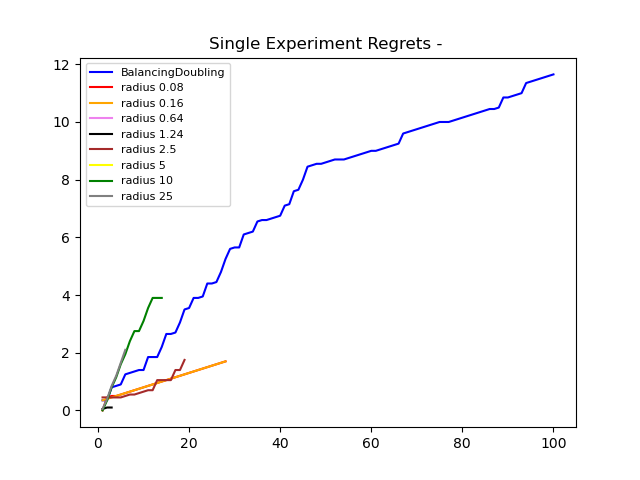 Single Experiment Regrets -
12
10
8
6
4
2
0
BalancingDoubling
radius 0.08
radius 0.16
radius 0.64
radius 1.24
radius 2.5
radius 5
radius 10
radius 25
0 20 40 60 80 100